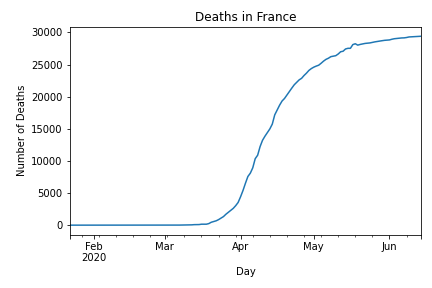 Deaths in France
Number of Deaths
30000
25000
20000
15000
10000
5000
0
Feb
2020
Mar
Apr
May
Jun
Day